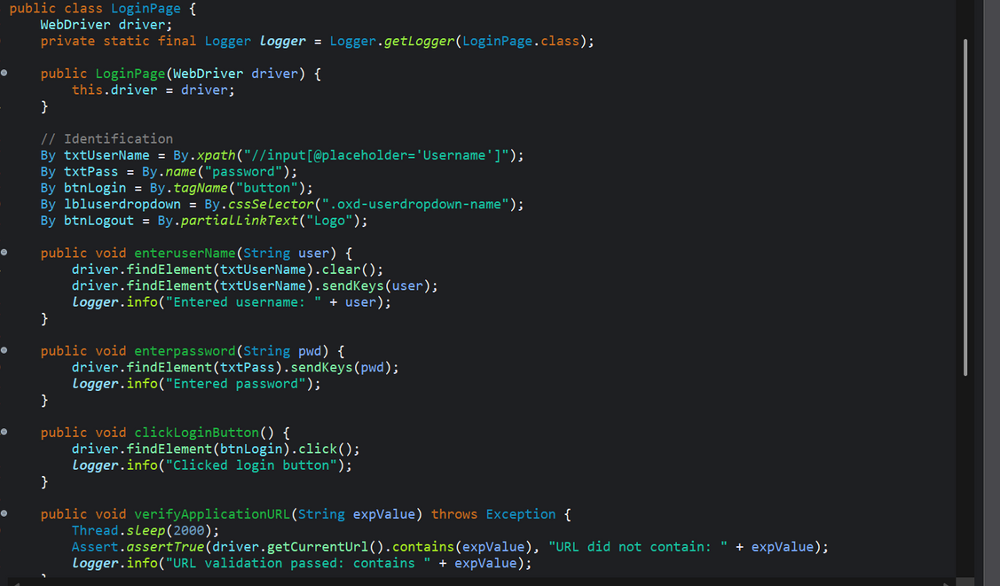 public class LoginPage {
    WebDriver driver;
    private static final Logger logger = Logger.getLogger(LoginPage.class);

    public LoginPage(WebDriver driver) {
        this.driver = driver;
    }

    // Identification
    By txtUserName = By.xpath("//input[@placeholder='Username']");
    By txtPass = By.name("password");
    By btnLogin = By.tagName("button");
    By lbluserdropdown = By.cssSelector(".oxd-userdropdown-name");
    By btnLogout = By.partialLinkText("Logo");

    public void enteruserName(String user) {
        driver.findElement(txtUserName).clear();
        driver.findElement(txtUserName).sendKeys(user);
        logger.info("Entered username: " + user);
    }

    public void enterpassword(String pwd) {
        driver.findElement(txtPass).sendKeys(pwd);
        logger.info("Entered password");
    }

    public void clickLoginButton() {
        driver.findElement(btnLogin).click();
        logger.info("Clicked login button");
    }

    public void verifyApplicationURL(String expValue) throws Exception {
        Thread.sleep(2000);
        Assert.assertTrue(driver.getCurrentUrl().contains(expValue), "URL did not contain: " + expValue);
        logger.info("URL validation passed: contains " + expValue);